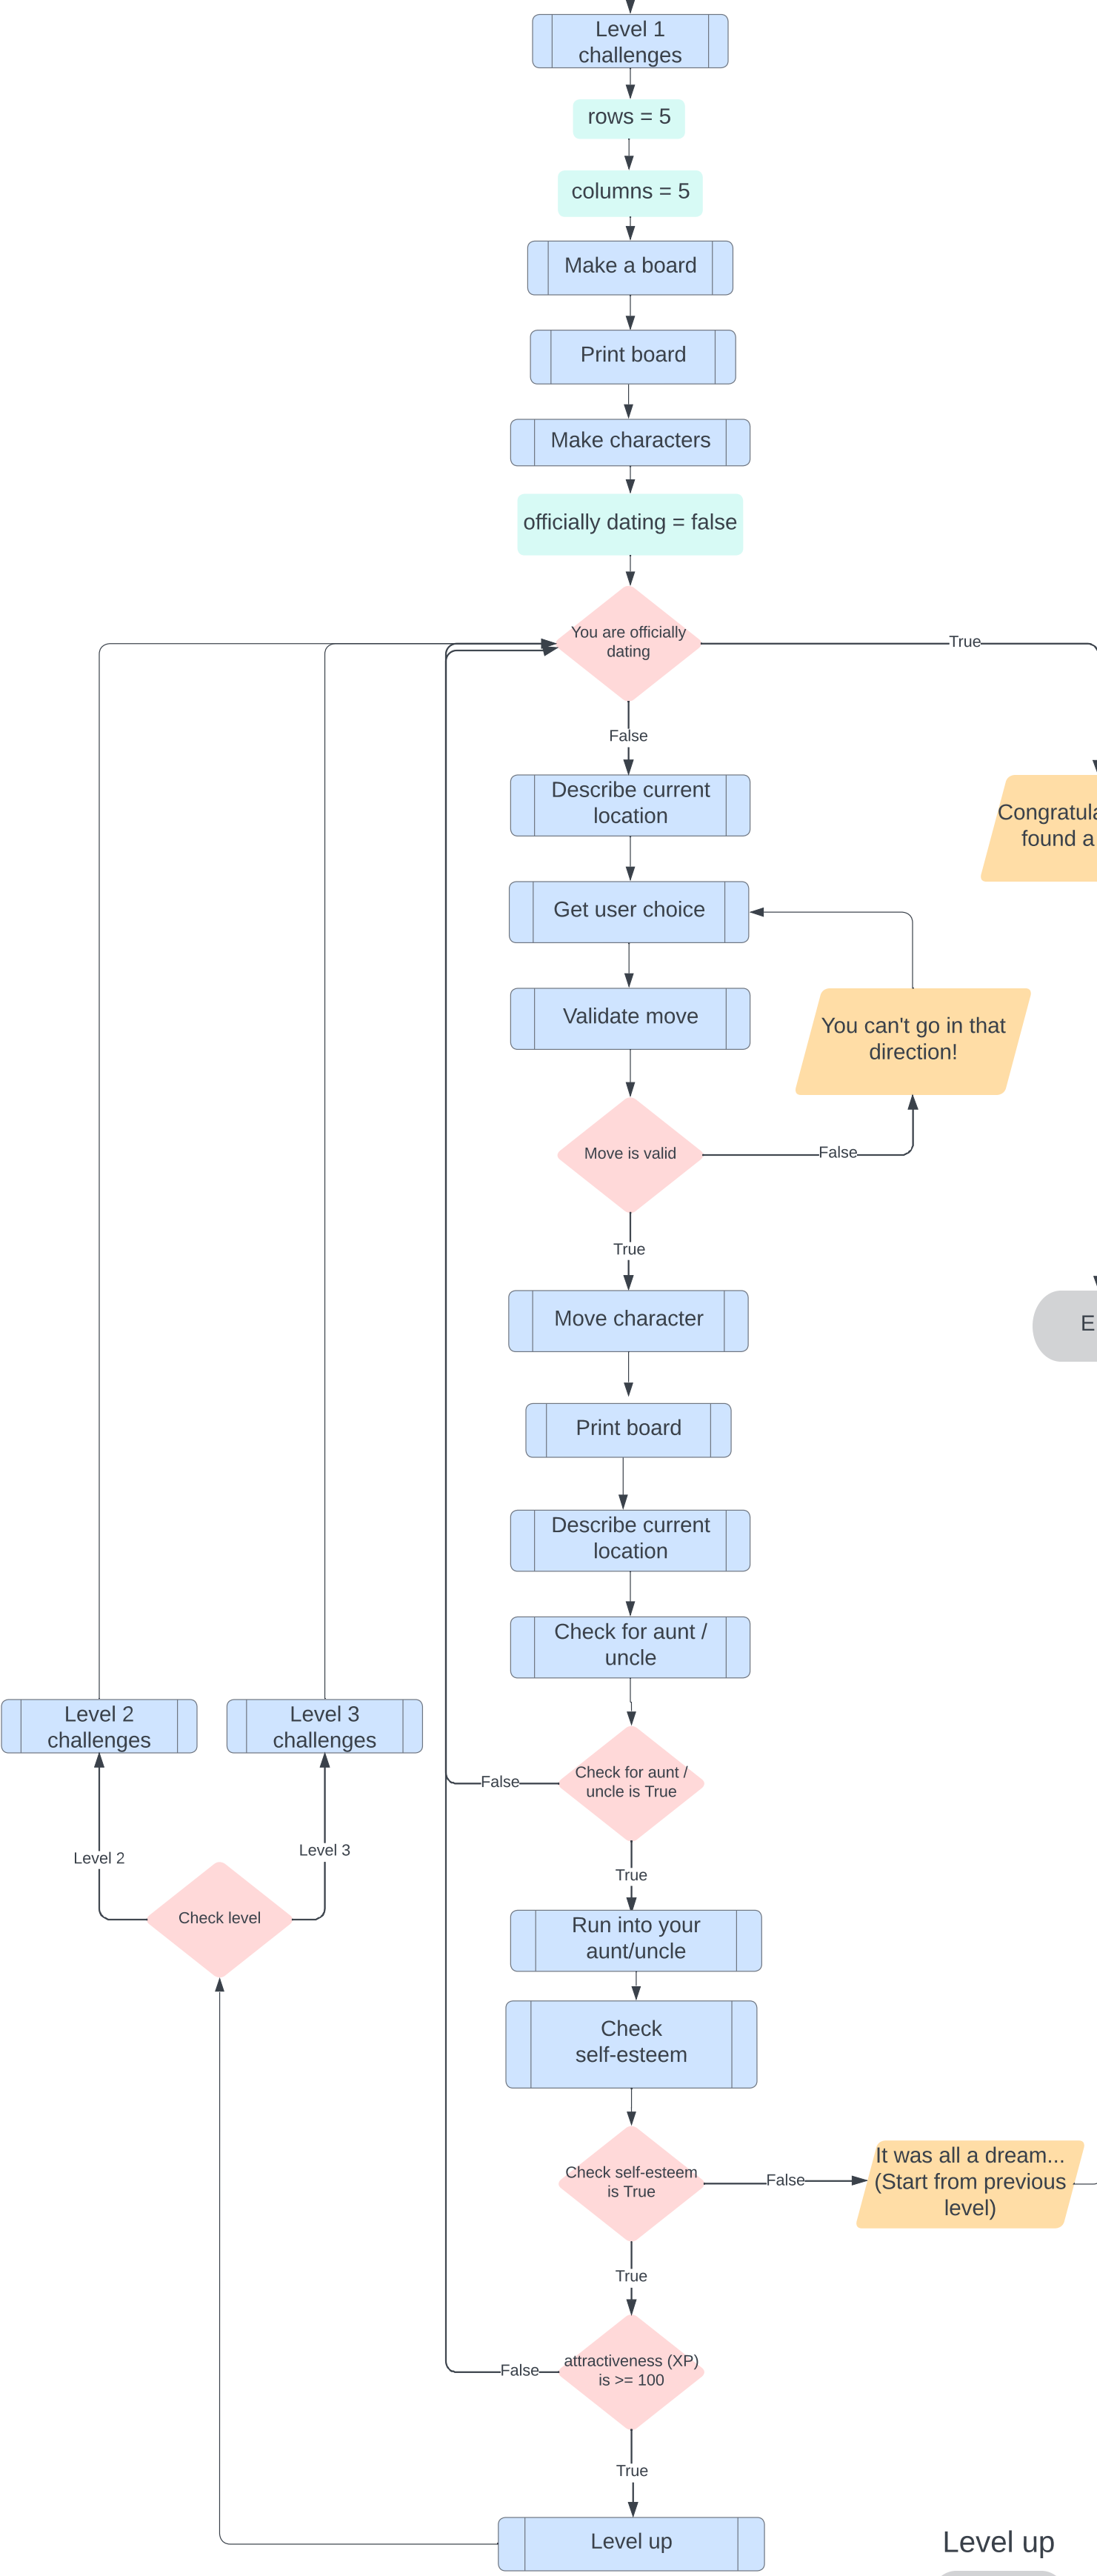 Level 1
challenges
rows = 5
columns = 5
Make a board
Print board
Make characters
officially dating = false
You are officially
dating
True
False
Describe current
location
Congratula
found a
Get user choice
Validate move
You can't go in that
direction!
Move is valid
False
True
Move character
E
Print board
Describe current
location
Check for aunt /
uncle
Level 2
challenges
Level 3
challenges
Check for aunt /
uncle is True
False
Level 2
Level 3
True
Check level
Run into your
aunt/uncle
Check
self-esteem
Check self-esteem
is True
False
It was all a dream...
(Start from previous
level)
True
attractiveness (XP)
is >= 100
False
True
Level up
Level up